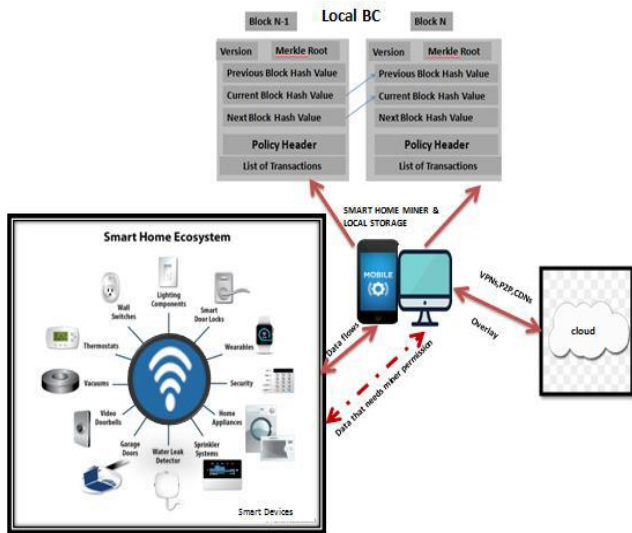 Local BC
Block N-1
Block N
Version
Merkle Root
Previous Block Hash Value
Current Block Hash Value
Next Block Hash Value
Policy Header
List of Transactions
Version
Merkle Root
Previous Block Hash Value
Current Block Hash Value
Next Block Hash Value
Policy Header
List of Transactions
SMART HOME MINER &
LOCAL STORAGE
MOBILE
VPNs,P2P,CDNs
Overlay
cloud
Data flows
Data that needs miner permission
Smart Home Ecosystem
Lighting
Components
Wall
Switches
Smart
Door Locks
Thermostats
Wearables
Vacuums
Security
Video
Doorbells
Home
Appliances
Garage
Doors
Water Leak
Detector
Sprinkler
Systems
Smart Devices